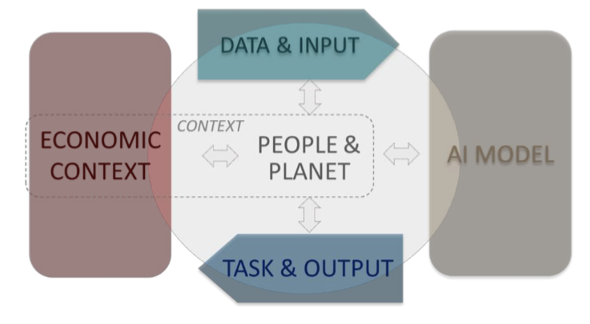 DATA & INPUT
CONTEXT
ECONOMIC
CONTEXT
PEOPLE &
PLANET
AI MODEL
TASK & OUTPUT